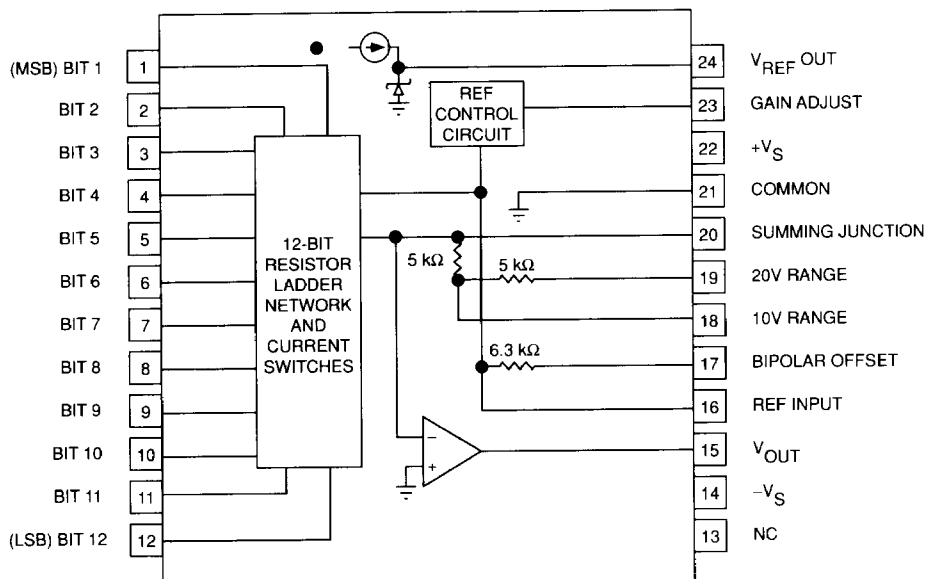 (MSB) BIT 1
1
BIT 2
2
BIT 3
3
BIT 4
4
BIT 5
5
BIT 6
6
BIT 7
7
BIT 8
8
BIT 9
9
BIT 10
10
BIT 11
11
(LSB) BIT 12
12
12-BIT
RESISTOR
LADDER
NETWORK
AND
CURRENT
SWITCHES
REF
CONTROL
CIRCUIT
5 kΩ
5 kΩ
6.3 kΩ
−
+
24
VREF OUT
23
GAIN ADJUST
22
+VS
21
COMMON
20
SUMMING JUNCTION
19
20V RANGE
18
10V RANGE
17
BIPOLAR OFFSET
16
REF INPUT
15
VOUT
14
−VS
13
NC